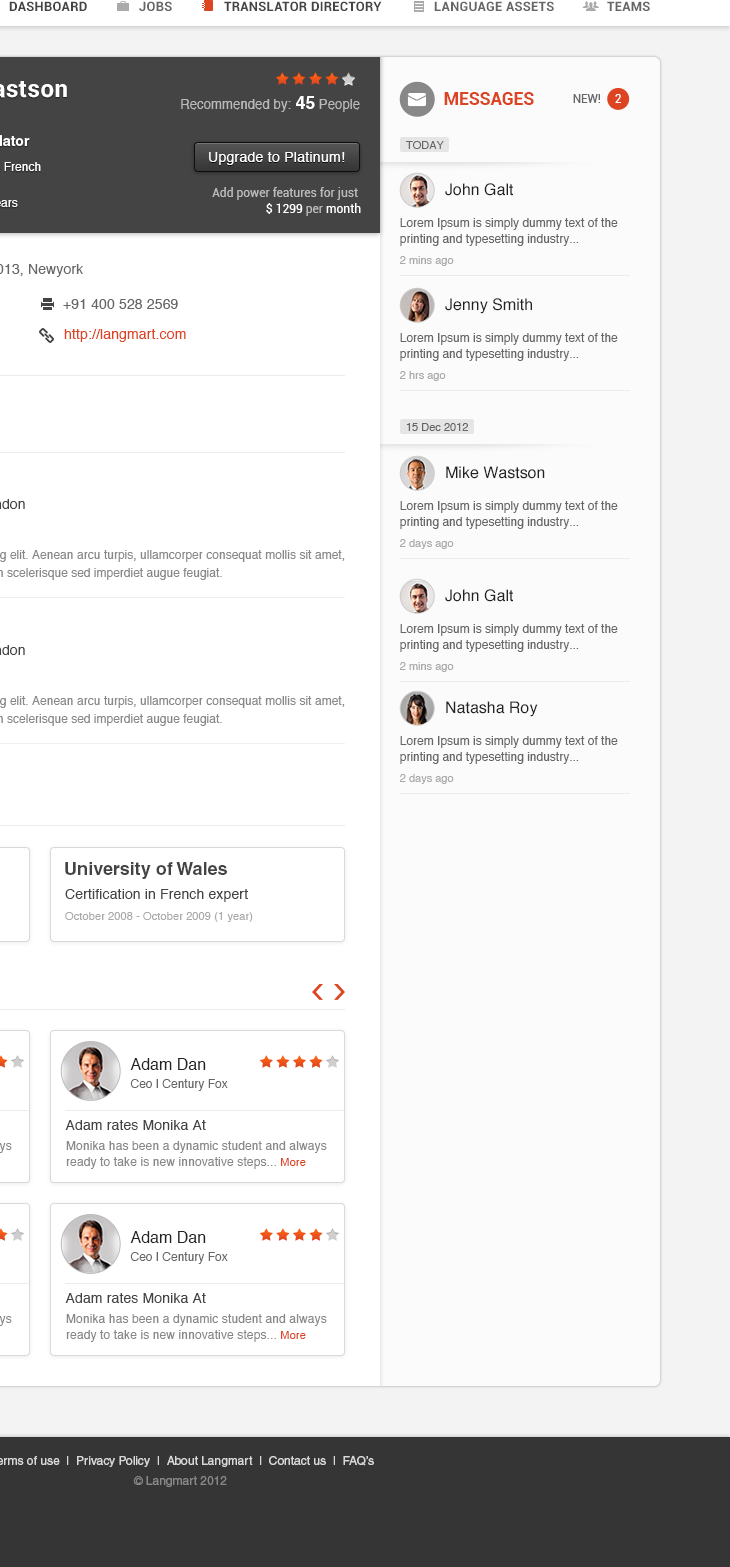 DASHBOARD JOBS TRANSLATOR DIRECTORY LANGUAGE ASSETS TEAMS
astson
Recommended by: 45 People
lator
French
Upgrade to Platinum!
ears
Add power features for just
$ 1299 per month
013, Newyork
+91 400 528 2569
http://langmart.com
ndon
g elit. Aenean arcu turpis, ullamcorper consequat mollis sit amet,
n scelerisque sed imperdiet augue feugiat.
ndon
g elit. Aenean arcu turpis, ullamcorper consequat mollis sit amet,
n scelerisque sed imperdiet augue feugiat.
University of Wales
Certification in French expert
October 2008 - October 2009 (1 year)
Adam Dan
Ceo I Century Fox
Adam rates Monika At
ys
Monika has been a dynamic student and always
ready to take is new innovative steps... More
Adam Dan
Ceo I Century Fox
Adam rates Monika At
ys
Monika has been a dynamic student and always
ready to take is new innovative steps... More
MESSAGES NEW! 2
TODAY
John Galt
Lorem Ipsum is simply dummy text of the
printing and typesetting industry...
2 mins ago
Jenny Smith
Lorem Ipsum is simply dummy text of the
printing and typesetting industry...
2 hrs ago
15 Dec 2012
Mike Wastson
Lorem Ipsum is simply dummy text of the
printing and typesetting industry...
2 days ago
John Galt
Lorem Ipsum is simply dummy text of the
printing and typesetting industry...
2 mins ago
Natasha Roy
Lorem Ipsum is simply dummy text of the
printing and typesetting industry...
2 days ago
erms of use I Privacy Policy I About Langmart I Contact us I FAQ's
© Langmart 2012